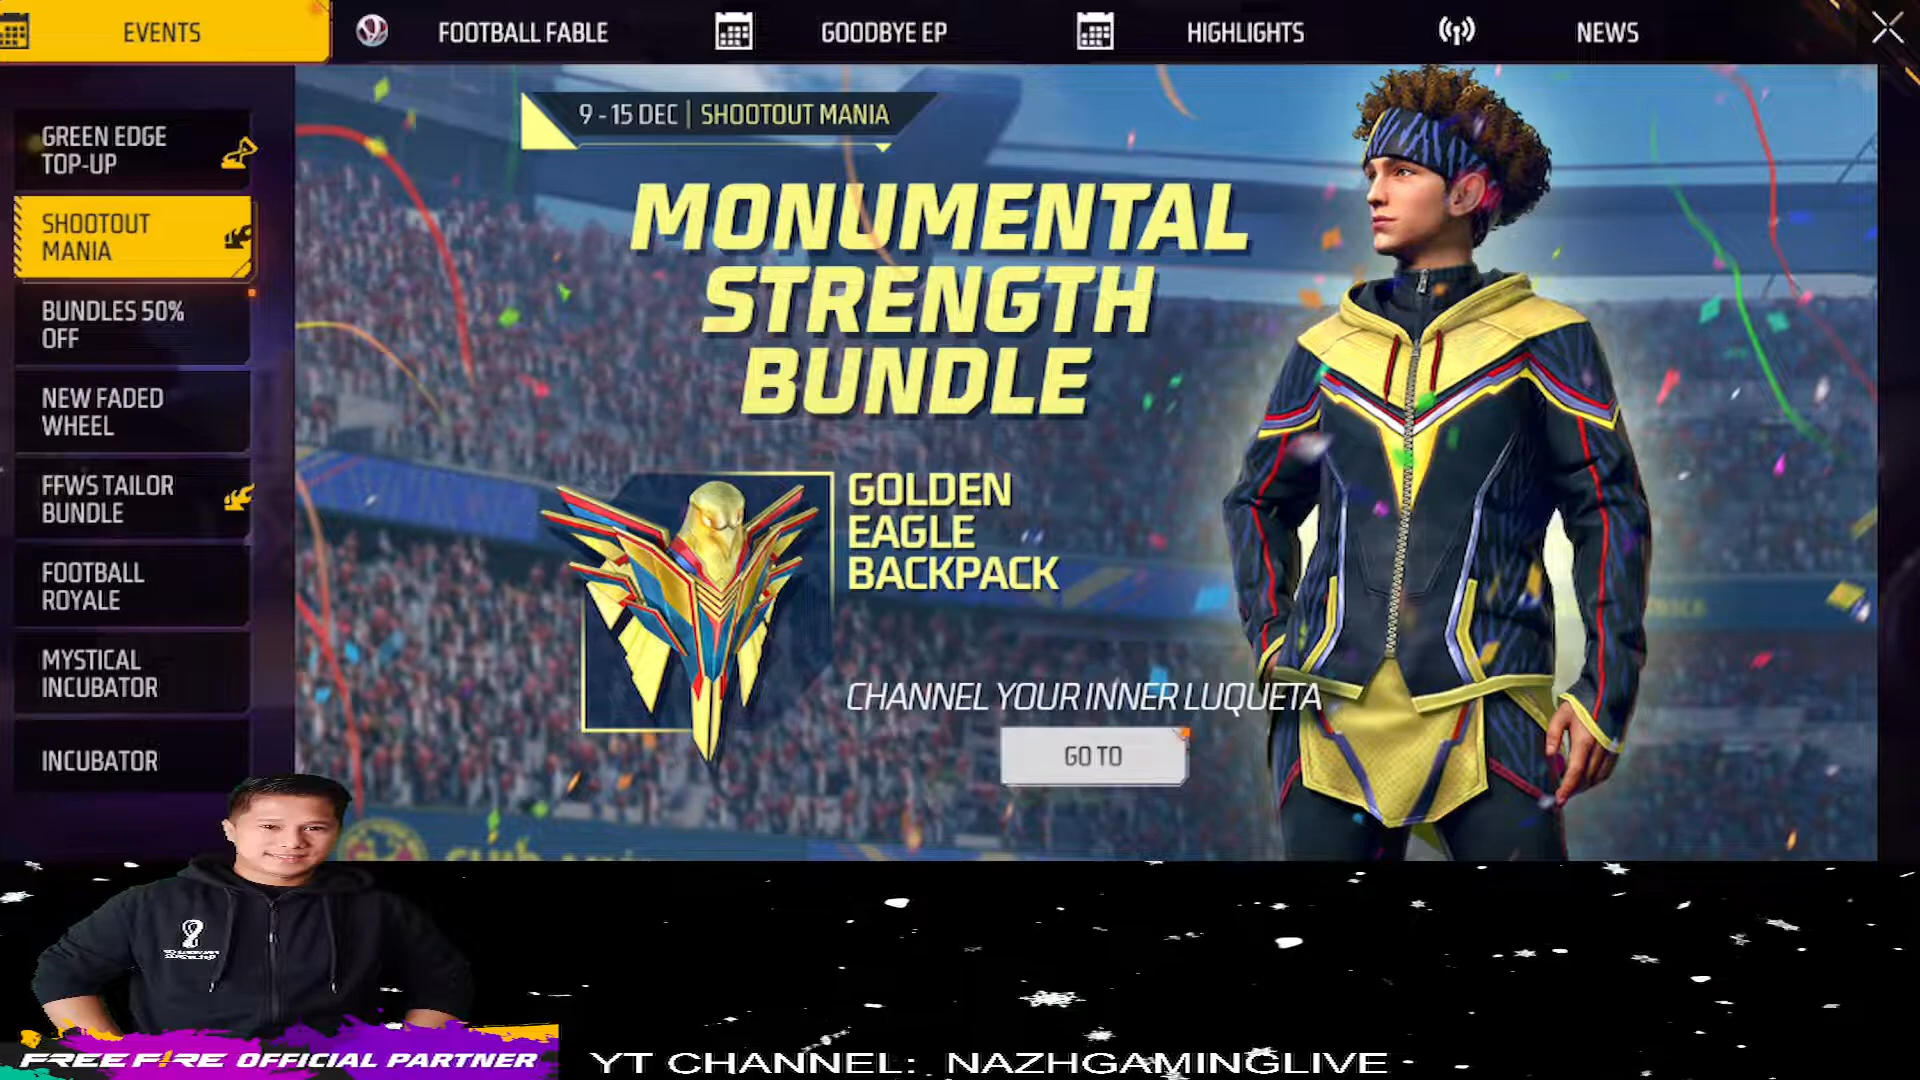 EVENTS
FOOTBALL FABLE
GOODBYE EP
HIGHLIGHTS
NEWS
GREEN EDGE
TOP-UP
SHOOTOUT
MANIA
BUNDLES 50%
OFF
NEW FADED
WHEEL
FFWS TAILOR
BUNDLE
FOOTBALL
ROYALE
MYSTICAL
INCUBATOR
INCUBATOR
9 - 15 DEC | SHOOTOUT MANIA
MONUMENTAL
STRENGTH
BUNDLE
GOLDEN
EAGLE
BACKPACK
CHANNEL YOUR INNER LUQUETA
GO TO
FREE FIRE OFFICIAL PARTNER
YT CHANNEL: NAZHGAMINGLIVE